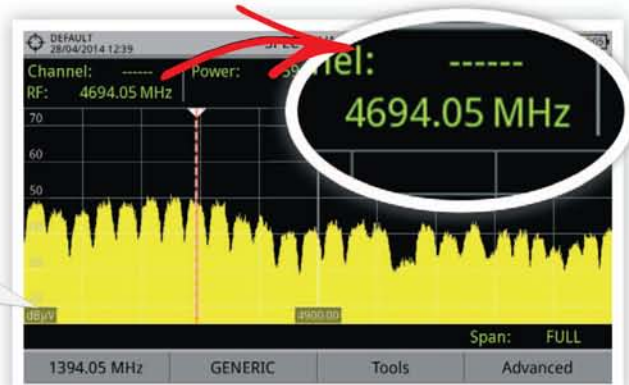 DEFAULT
28/04/2014 12:39
Channel: ------ Power:
RF: 4694.05 MHz
nel: ------
4694.05 MHz
70
60
50
dBµV
4900.00
Span: FULL
1394.05 MHz GENERIC Tools Advanced